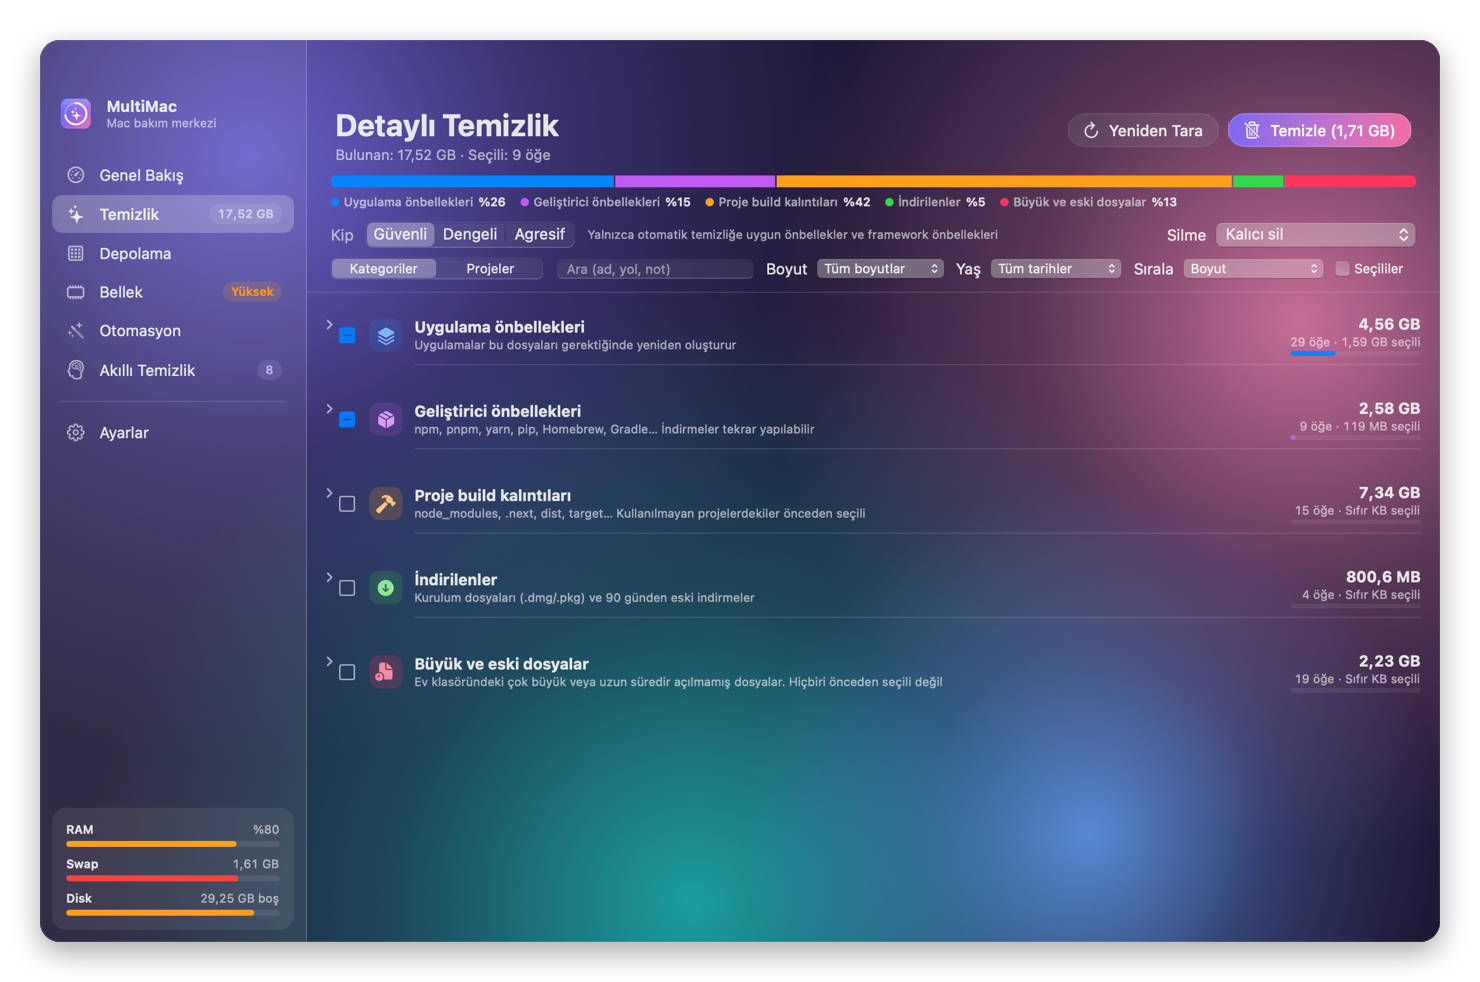 MultiMac
Mac bakım merkezi
Genel Bakış
Temizlik 17,52 GB
Depolama
Bellek Yüksek
Otomasyon
Akıllı Temizlik 8
Ayarlar
RAM %80
Swap 1,61 GB
Disk 29,25 GB boş
Detaylı Temizlik
Bulunan: 17,52 GB · Seçili: 9 öğe
Yeniden Tara
Temizle (1,71 GB)
Uygulama önbellekleri %26 Geliştirici önbellekleri %15 Proje build kalıntıları %42 İndirilenler %5 Büyük ve eski dosyalar %13
Kip Güvenli Dengeli Agresif Yalnızca otomatik temizliğe uygun önbellekler ve framework önbellekleri Silme Kalıcı sil
Kategoriler Projeler Ara (ad, yol, not) Boyut Tüm boyutlar Yaş Tüm tarihler Sırala Boyut Seçililer
Uygulama önbellekleri 4,56 GB
Uygulamalar bu dosyaları gerektiğinde yeniden oluşturur 29 öğe · 1,59 GB seçili
Geliştirici önbellekleri 2,58 GB
npm, pnpm, yarn, pip, Homebrew, Gradle... İndirmeler tekrar yapılabilir 9 öğe · 119 MB seçili
Proje build kalıntıları 7,34 GB
node_modules, .next, dist, target... Kullanılmayan projelerdekiler önceden seçili 15 öğe · Sıfır KB seçili
İndirilenler 800,6 MB
Kurulum dosyaları (.dmg/.pkg) ve 90 günden eski indirmeler 4 öğe · Sıfır KB seçili
Büyük ve eski dosyalar 2,23 GB
Ev klasöründeki çok büyük veya uzun süredir açılmamış dosyalar. Hiçbiri önceden seçili değil 19 öğe · Sıfır KB seçili